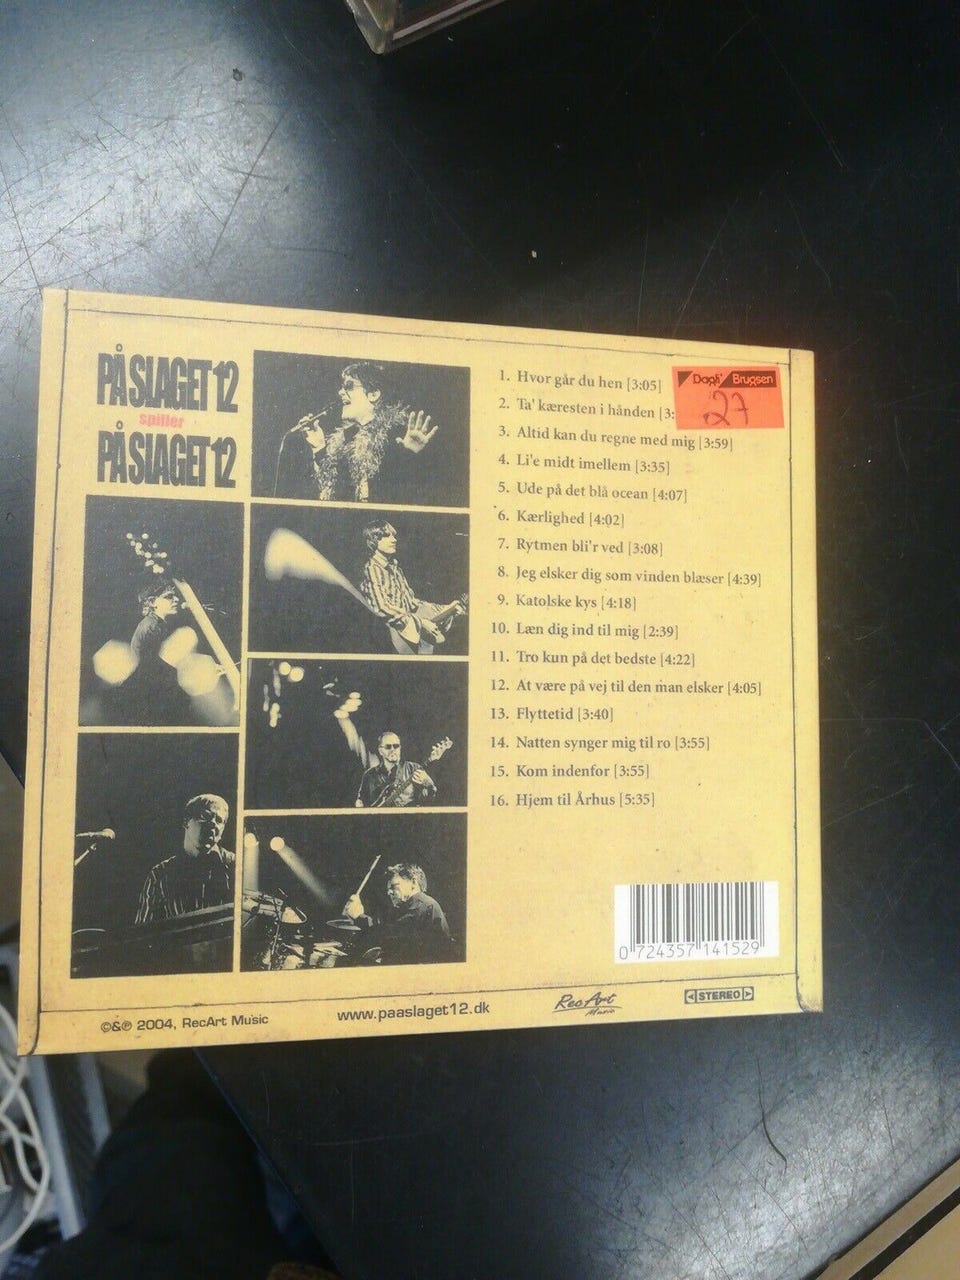 PÅ SLAGET 12
spiller
PÅ SLAGET 12
1. Hvor går du hen [3:05]
2. Ta' kæresten i hånden [3:
3. Altid kan du regne med mig [3:59]
4. Li'e midt imellem [3:35]
5. Ude på det blå ocean [4:07]
6. Kærlighed [4:02]
7. Rytmen bli'r ved [3:08]
8. Jeg elsker dig som vinden blæser [4:39]
9. Katolske kys [4:18]
10. Læn dig ind til mig [2:39]
11. Tro kun på det bedste [4:22]
12. At være på vej til den man elsker [4:05]
13. Flyttetid [3:40]
14. Natten synger mig til ro [3:55]
15. Kom indenfor [3:55]
16. Hjem til Århus [5:35]
Dagli' Brugsen
27
0 724357 141529
©&℗ 2004, RecArt Music
www.paaslaget12.dk
RecArt
Music
STEREO